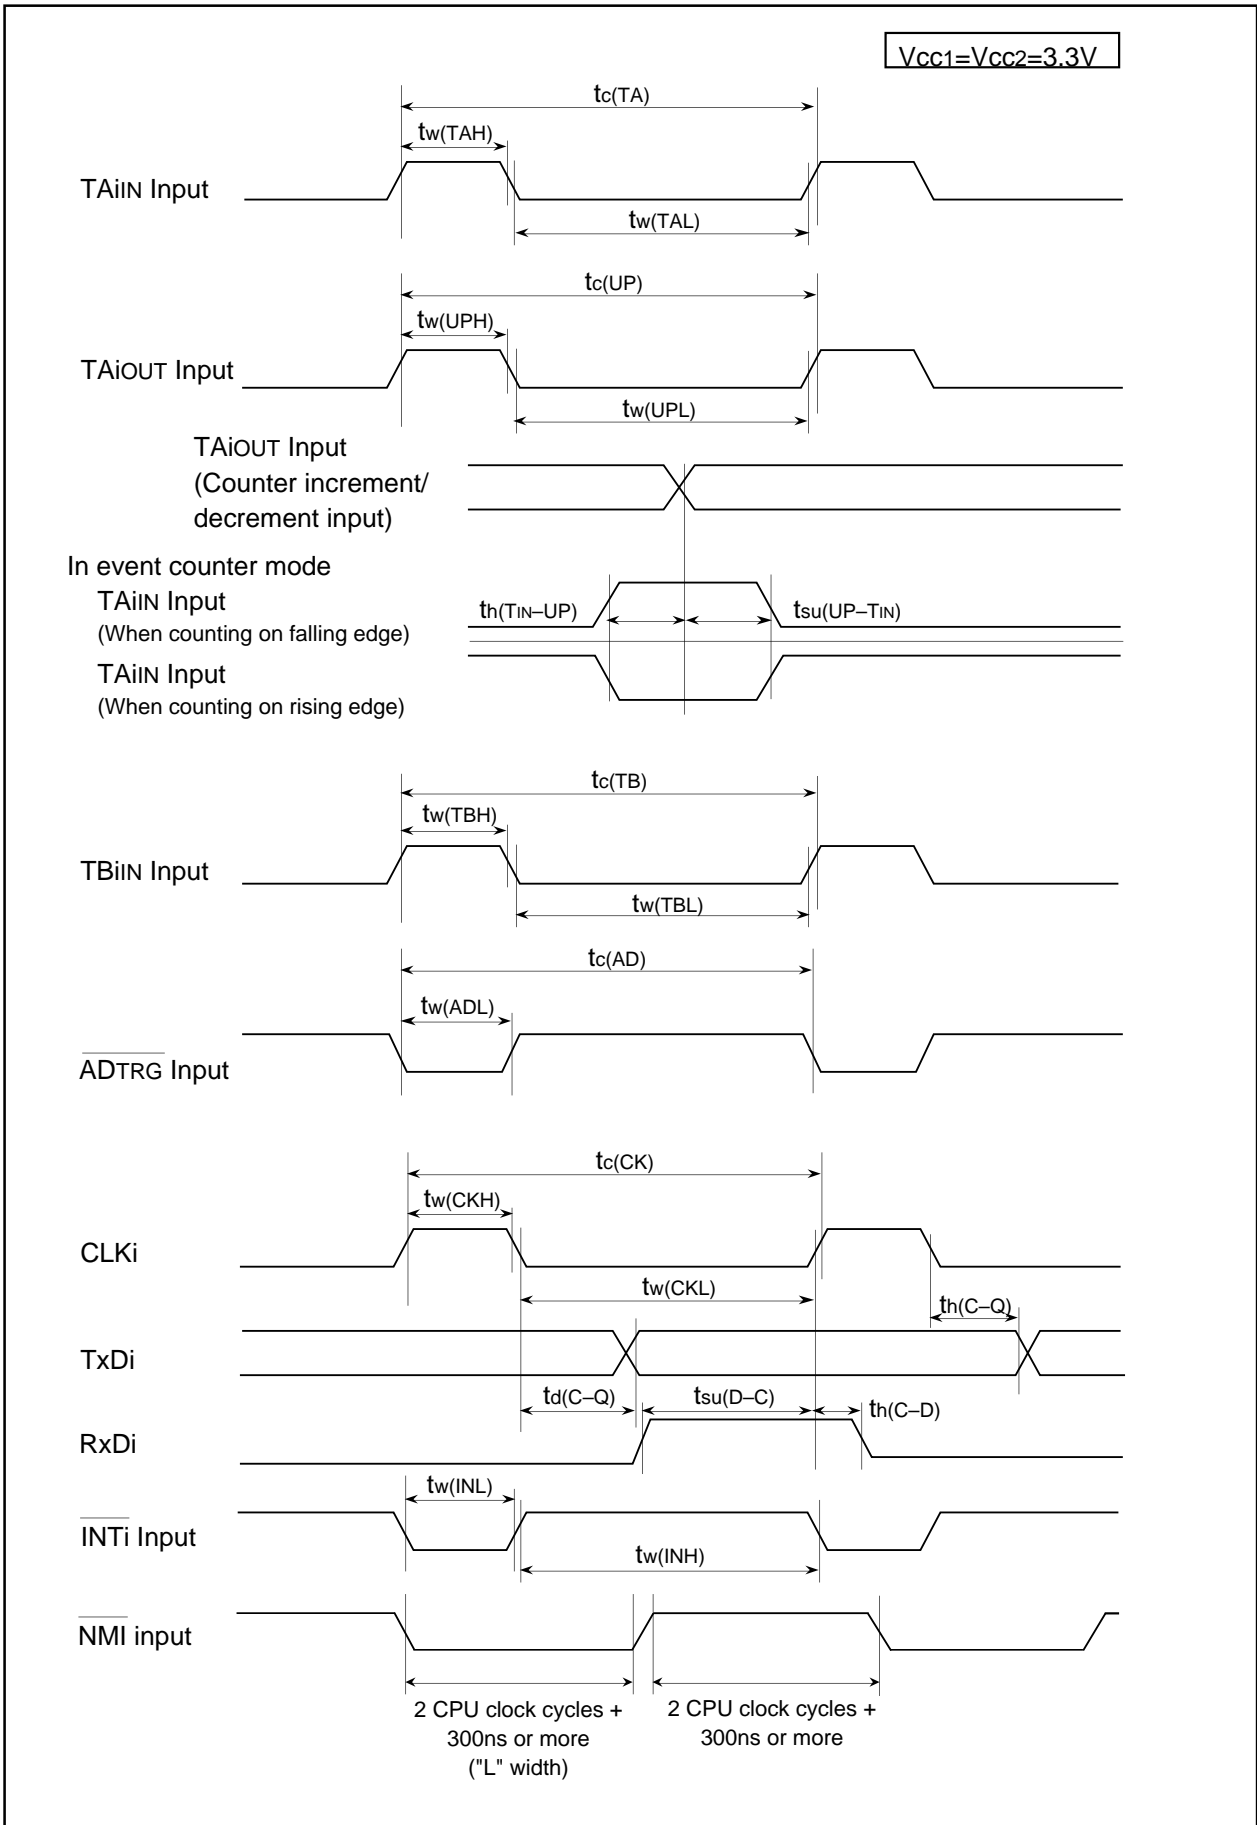 Vcc1=Vcc2=3.3V
tc(TA)
tw(TAH)
TAiIN Input
tw(TAL)
tc(UP)
tw(UPH)
TAiOUT Input
tw(UPL)
TAiOUT Input
(Counter increment/
decrement input)
In event counter mode
TAiIN Input
(When counting on falling edge)
th(TIN–UP)
tsu(UP–TIN)
TAiIN Input
(When counting on rising edge)
tc(TB)
tw(TBH)
TBiIN Input
tw(TBL)
tc(AD)
tw(ADL)
ADTRG Input
tc(CK)
tw(CKH)
CLKi
tw(CKL)
th(C–Q)
TxDi
td(C–Q)
tsu(D–C)
th(C–D)
RxDi
tw(INL)
INTi Input
tw(INH)
NMI input
2 CPU clock cycles +
300ns or more
("L" width)
2 CPU clock cycles +
300ns or more